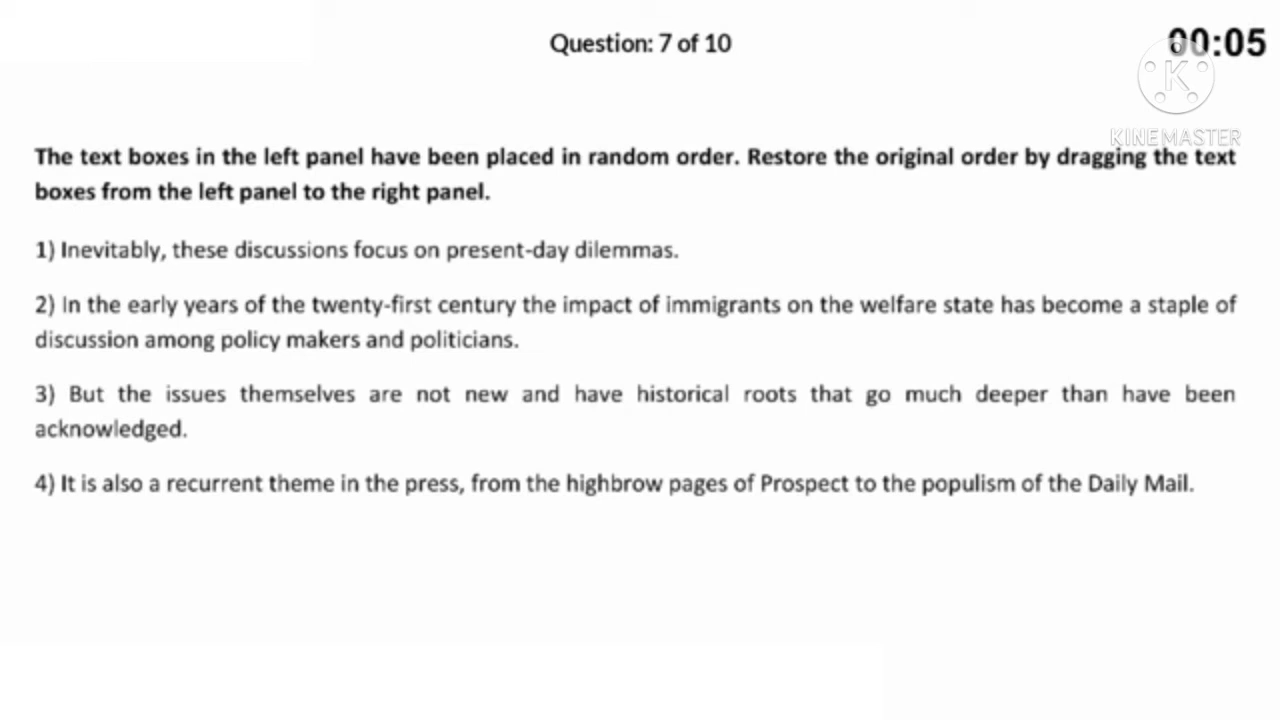 Question: 7 of 10
00:05
K
KINEMASTER
The text boxes in the left panel have been placed in random order. Restore the original order by dragging the text
boxes from the left panel to the right panel.
1) Inevitably, these discussions focus on present-day dilemmas.
2) In the early years of the twenty-first century the impact of immigrants on the welfare state has become a staple of
discussion among policy makers and politicians.
3) But the issues themselves are not new and have historical roots that go much deeper than have been
acknowledged.
4) It is also a recurrent theme in the press, from the highbrow pages of Prospect to the populism of the Daily Mail.